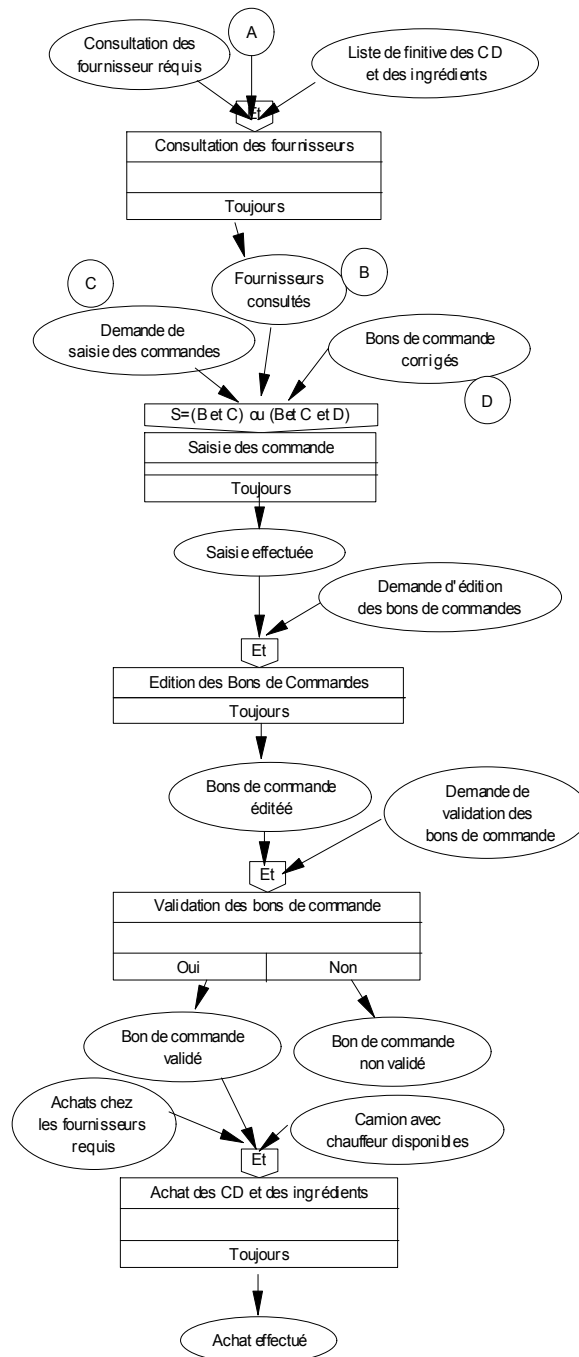 Consultation des
fournisseur réquis
A
Liste de finitive des CD
et des ingrédients
Et
Consultation des fournisseurs
Toujours
Fournisseurs
consultés
B
C
Demande de
saisie des commandes
Bons de commande
corrigés
D
S=(B et C) ou (B et C et D)
Saisie des commande
Toujours
Saisie effectuée
Demande d'édition
des bons de commandes
Et
Edition des Bons de Commandes
Toujours
Bons de commande
éditéé
Demande de
validation des
bons de commande
Et
Validation des bons de commande
Oui
Non
Bon de commande
validé
Bon de commande
non validé
Achats chez
les fournisseurs
requis
Camion avec
chauffeur disponibles
Et
Achat des CD et des ingrédients
Toujours
Achat effectué